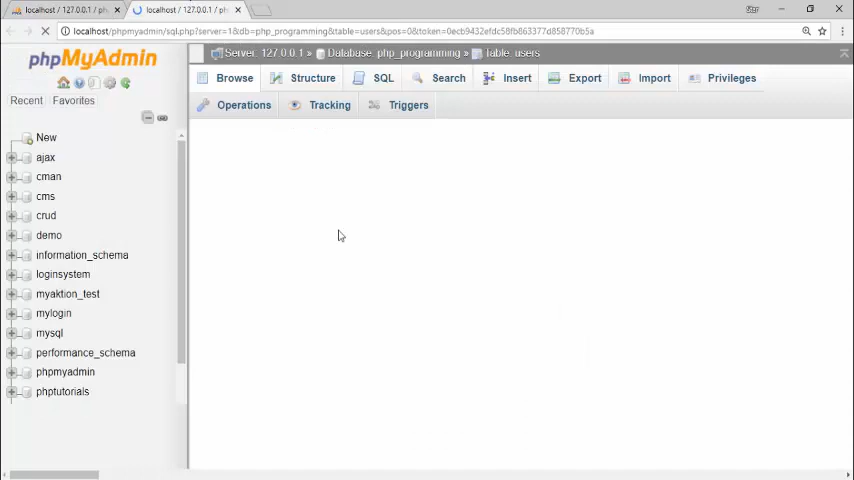 localhost / 127.0.0.1 / ph
localhost / 127.0.0.1 / ph
localhost/phpmyadmin/sql.php?server=1&db=php_programming&table=users&pos=0&token=0ecb9432efdc58fb863377d858770b5a
phpMyAdmin
Server: 127.0.0.1 » Database: php_programming » Table: users
Browse Structure SQL Search Insert Export Import Privileges
Operations Tracking Triggers
Recent Favorites
New
ajax
cman
cms
crud
demo
information_schema
loginsystem
myaktion_test
mylogin
mysql
performance_schema
phpmyadmin
phptutorials